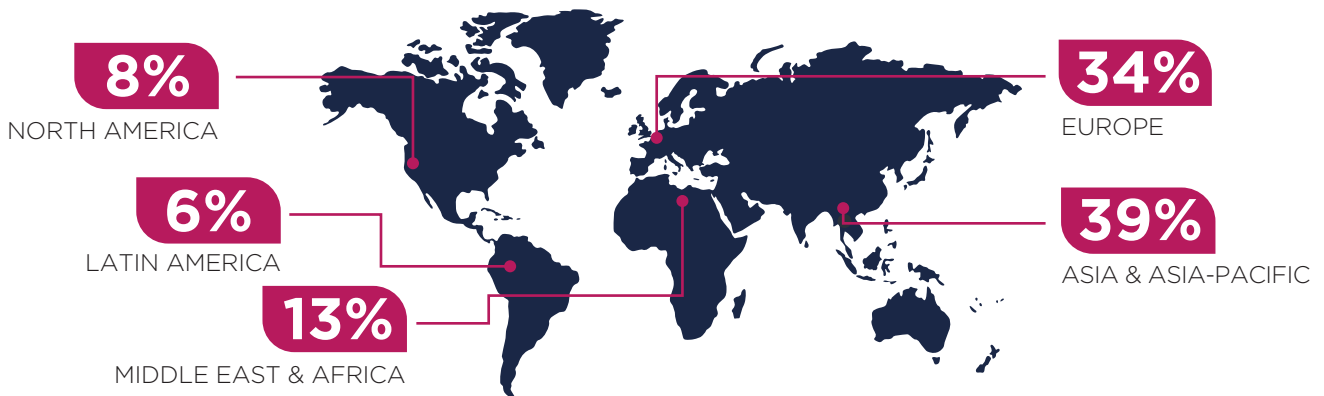 8%
NORTH AMERICA
6%
LATIN AMERICA
13%
MIDDLE EAST & AFRICA
34%
EUROPE
39%
ASIA & ASIA-PACIFIC